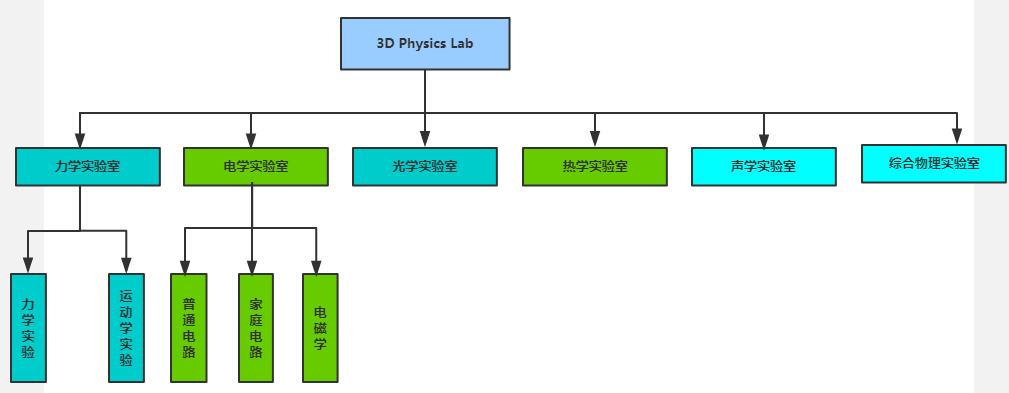 3D Physics Lab
力学实验室
电学实验室
光学实验室
热学实验室
声学实验室
综合物理实验室
力学实验
运动学实验
普通电路
家庭电路
电磁学